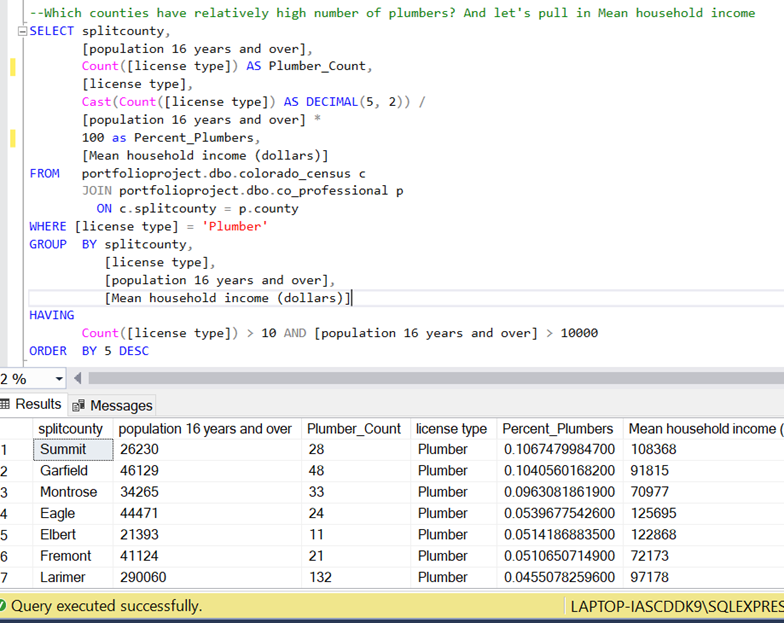 --Which counties have relatively high number of plumbers? And let's pull in Mean household income
SELECT splitcounty,
[population 16 years and over],
Count([license type]) AS Plumber_Count,
[license type],
Cast(Count([license type]) AS DECIMAL(5, 2)) /
[population 16 years and over] *
100 as Percent_Plumbers,
[Mean household income (dollars)]
FROM portfolioproject.dbo.colorado_census c
JOIN portfolioproject.dbo.co_professional p
ON c.splitcounty = p.county
WHERE [license type] = 'Plumber'
GROUP BY splitcounty,
[license type],
[population 16 years and over],
[Mean household income (dollars)]
HAVING
Count([license type]) > 10 AND [population 16 years and over] > 10000
ORDER BY 5 DESC
2 %
Results Messages
splitcounty population 16 years and over Plumber_Count license type Percent_Plumbers Mean household income (
1 Summit 26230 28 Plumber 0.1067479984700 108368
2 Garfield 46129 48 Plumber 0.1040560168200 91815
3 Montrose 34265 33 Plumber 0.0963081861900 70977
4 Eagle 44471 24 Plumber 0.0539677542600 125695
5 Elbert 21393 11 Plumber 0.0514186883500 122868
6 Fremont 41124 21 Plumber 0.0510650714900 72173
7 Larimer 290060 132 Plumber 0.0455078259600 97178
Query executed successfully. LAPTOP-IASCDDK9\SQLEXPRES